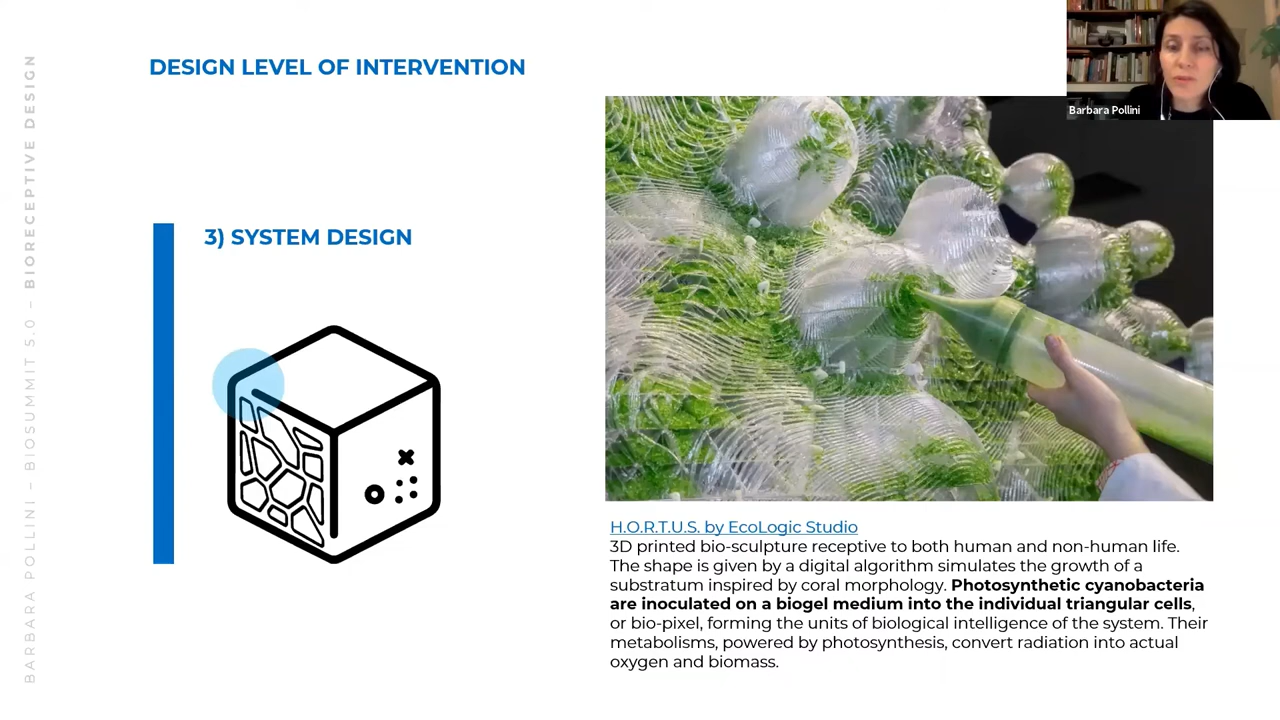 DESIGN LEVEL OF INTERVENTION
Barbara Pollini
3) SYSTEM DESIGN
BARBARA POLLINI – BIOSUMMIT 5.0 – BIORECEPTIVE DESIGN
H.O.R.T.U.S. by EcoLogic Studio
3D printed bio-sculpture receptive to both human and non-human life.
The shape is given by a digital algorithm simulates the growth of a
substratum inspired by coral morphology. Photosynthetic cyanobacteria
are inoculated on a biogel medium into the individual triangular cells,
or bio-pixel, forming the units of biological intelligence of the system. Their
metabolisms, powered by photosynthesis, convert radiation into actual
oxygen and biomass.